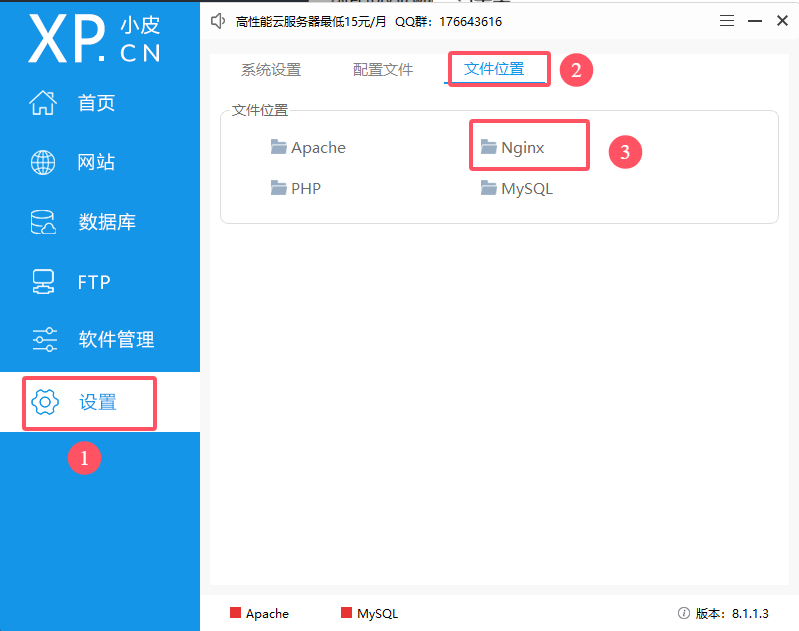 XP.CN 小皮
高性能云服务器最低15元/月 QQ群：176643616
首页
网站
数据库
FTP
软件管理
设置
1
系统设置 配置文件 文件位置 2
文件位置
Apache Nginx 3
PHP MySQL
Apache MySQL 版本：8.1.1.3